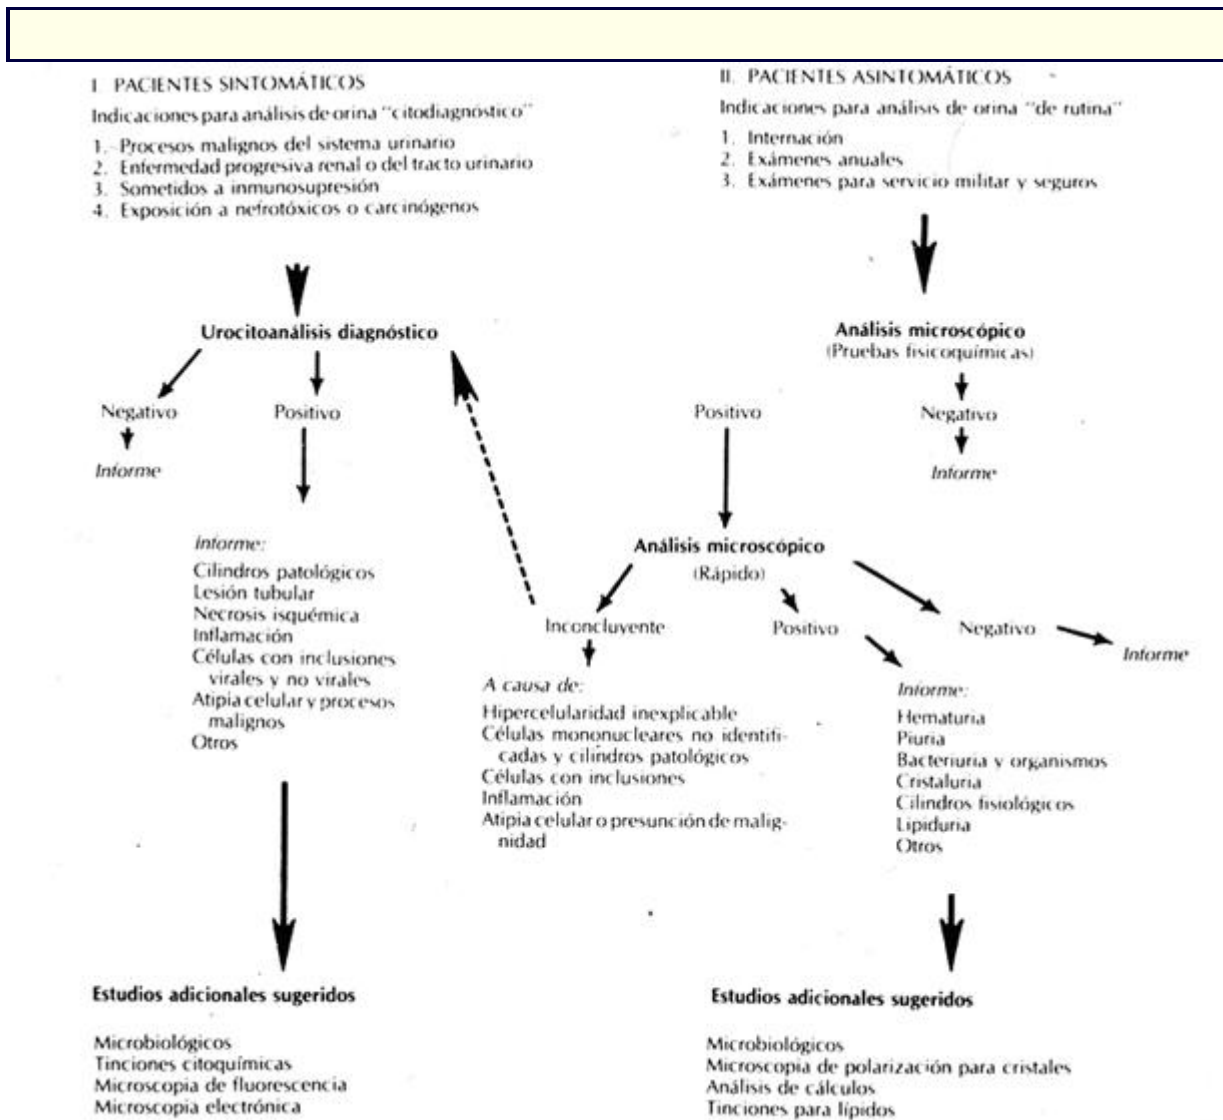 I PACIENTES SINTOMÁTICOS
Indicaciones para análisis de orina "citodiagnóstico"
1. Procesos malignos del sistema urinario
2. Enfermedad progresiva renal o del tracto urinario
3. Sometidos a inmunosupresión
4. Exposición a nefrotóxicos o carcinógenos
II. PACIENTES ASINTOMÁTICOS
Indicaciones para análisis de orina "de rutina"
1. Internación
2. Exámenes anuales
3. Exámenes para servicio militar y seguros
Urocitoanálisis diagnóstico
Negativo
Positivo
Informe
Informe:
Cilindros patológicos
Lesión tubular
Necrosis isquémica
Inflamación
Células con inclusiones
virales y no virales
Atipia celular y procesos
malignos
Otros
Análisis microscópico
(Pruebas fisicoquímicas)
Positivo
Negativo
Informe
Análisis microscópico
(Rápido)
Inconcluyente
Positivo
Negativo
Informe
A causa de:
Hipercelularidad inexplicable
Células mononucleares no identifi-
cadas y cilindros patológicos
Células con inclusiones
Inflamación
Atipia celular o presunción de malig-
nidad
Informe:
Hematuria
Piuria
Bacteriuria y organismos
Cristaluria
Cilindros fisiológicos
Lipiduria
Otros
Estudios adicionales sugeridos
Microbiológicos
Tinciones citoquímicas
Microscopia de fluorescencia
Microscopia electrónica
Estudios adicionales sugeridos
Microbiológicos
Microscopia de polarización para cristales
Análisis de cálculos
Tinciones para lípidos